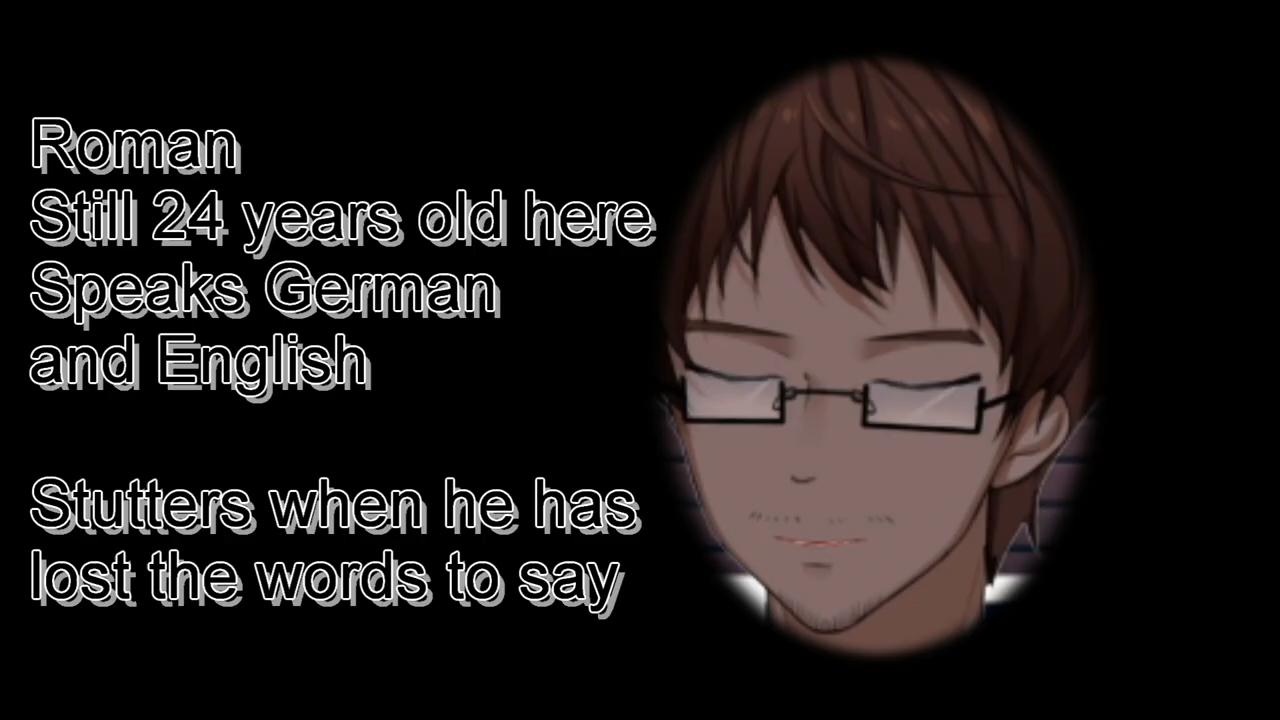 Roman
Still 24 years old here
Speaks German
and English
Stutters when he has
lost the words to say